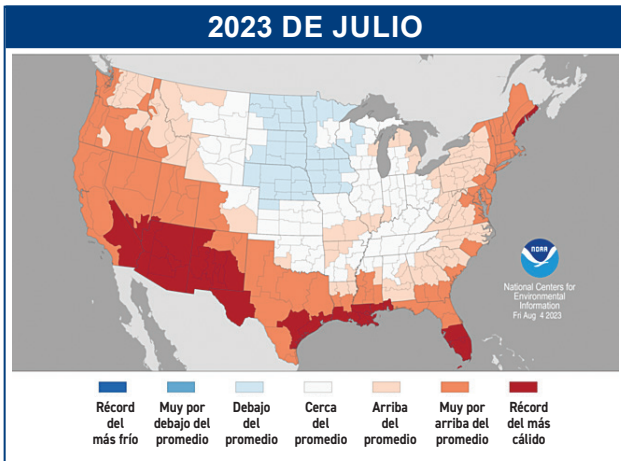 2023 DE JULIO
NOAA
National Centers for
Environmental
Information
Fri Aug 4 2023
Récord
del
más frío
Muy por
debajo del
promedio
Debajo
del
promedio
Cerca
del
promedio
Arriba
del
promedio
Muy por
arriba del
promedio
Récord
del más
cálido